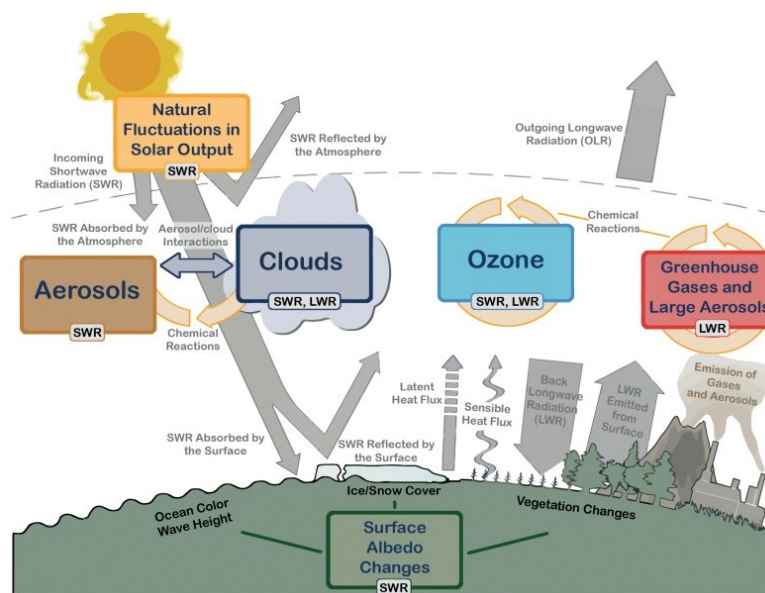 Natural
Fluctuations in
Solar Output
SWR
Incoming
Shortwave
Radiation (SWR)
SWR Reflected by
the Atmosphere
Outgoing Longwave
Radiation (OLR)
SWR Absorbed by
the Atmosphere
Aerosol/cloud
Interactions
Chemical
Reactions
Aerosols
SWR
Clouds
SWR, LWR
Ozone
SWR, LWR
Greenhouse
Gases and
Large Aerosols
LWR
Chemical
Reactions
Latent
Heat Flux
Sensible
Heat Flux
Back
Longwave
Radiation
(LWR)
LWR
Emitted
from
Surface
Emission of
Gases
and Aerosols
SWR Absorbed by
the Surface
SWR Reflected by
the Surface
Ocean Color
Wave Height
Ice/Snow Cover
Vegetation Changes
Surface
Albedo
Changes
SWR